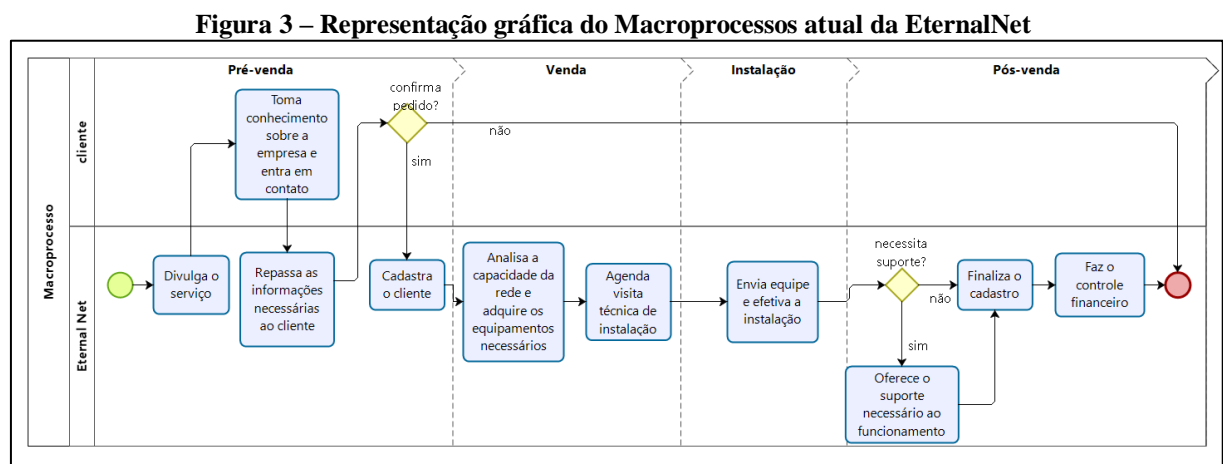 Figura 3 – Representação gráfica do Macroprocessos atual da EternalNet
Pré-venda
Venda
Instalação
Pós-venda
Macroprocesso
cliente
Toma
conhecimento
sobre a
empresa e
entra em
contato
confirma
pedido?
não
sim
Eternal Net
Divulga o
serviço
Repassa as
informações
necessárias
ao cliente
Cadastra
o cliente
Analisa a
capacidade da
rede e
adquire os
equipamentos
necessários
Agenda
visita
técnica de
instalação
Envia equipe
e efetiva a
instalação
necessita
suporte?
não
sim
Oferece o
suporte
necessário ao
funcionamento
Finaliza o
cadastro
Faz o
controle
financeiro